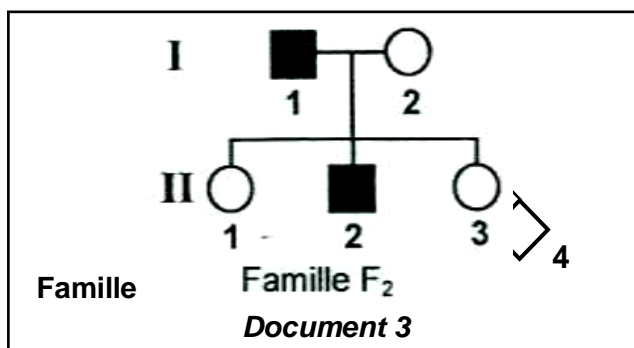 I
1 2
II
1 2 3 4
Famille Famille F₂
Document 3